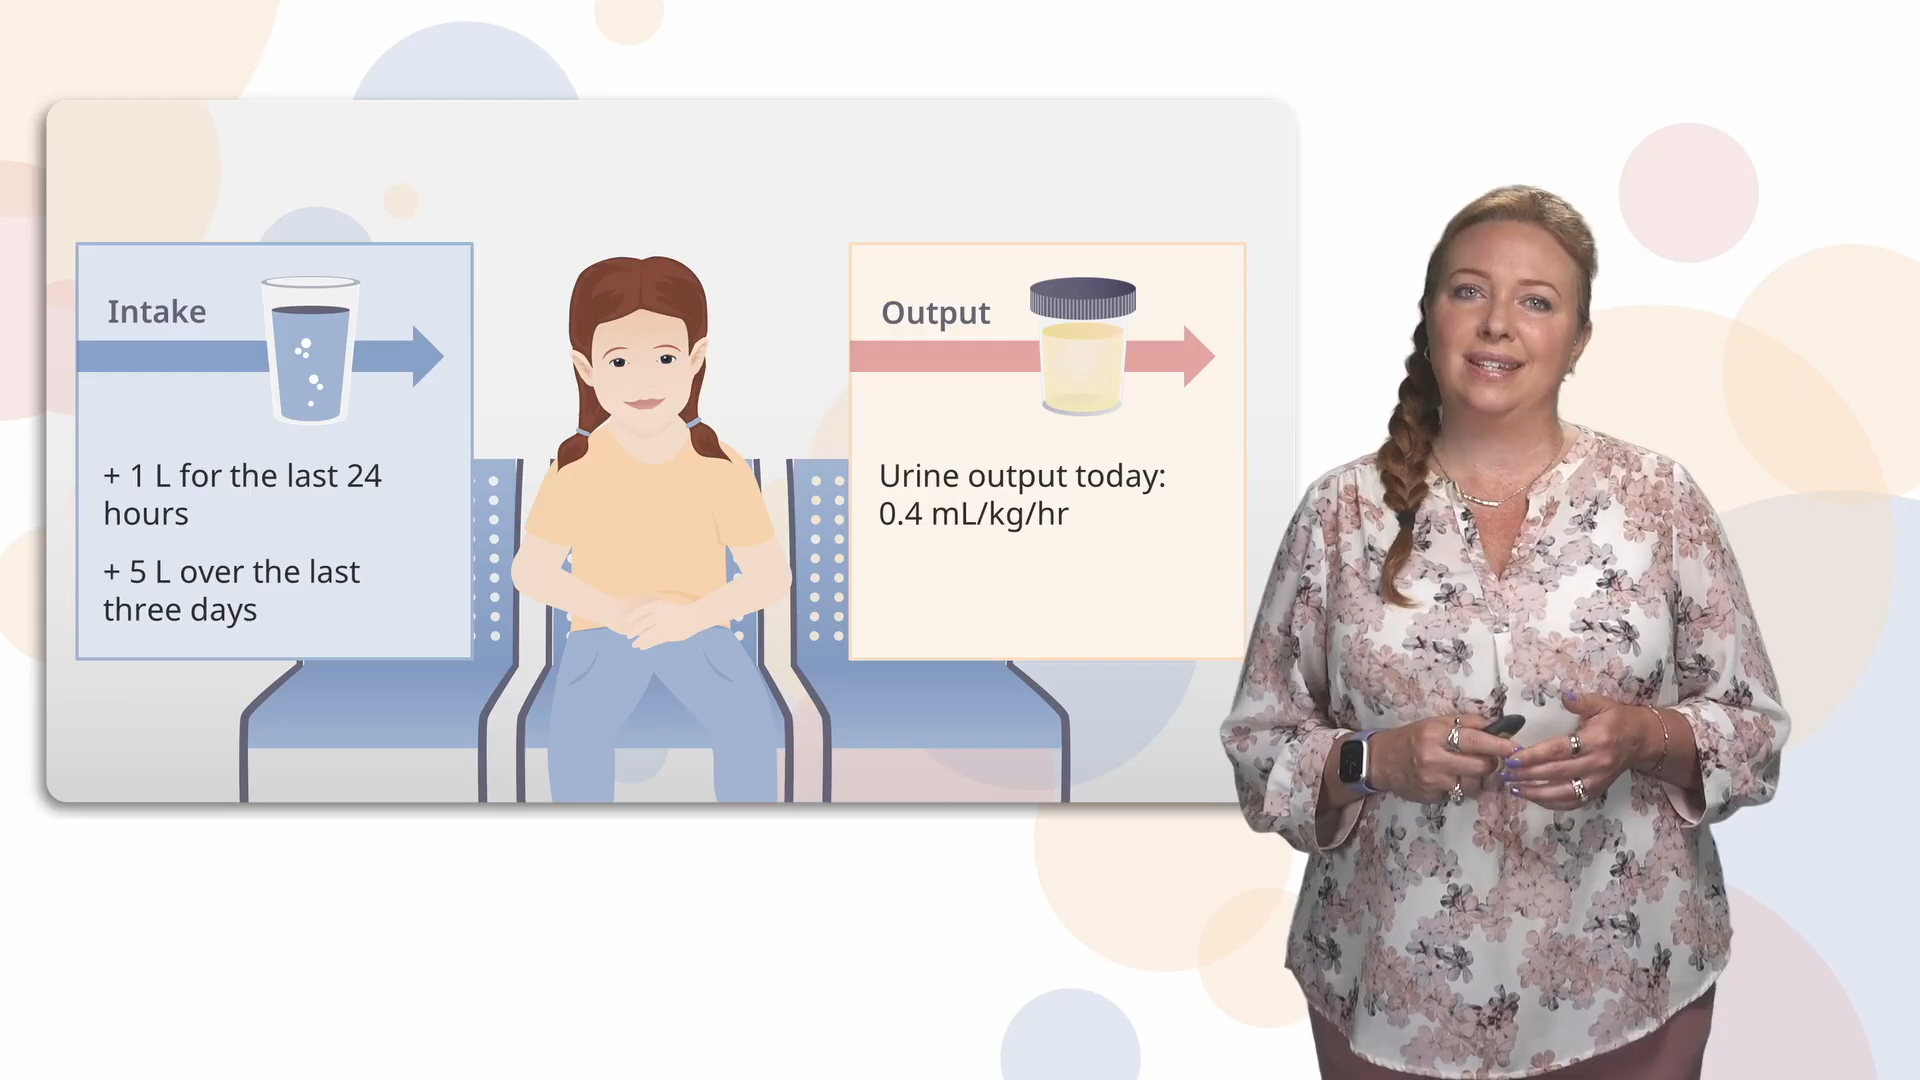 Intake
+ 1 L for the last 24
hours
+ 5 L over the last
three days
Output
Urine output today:
0.4 mL/kg/hr